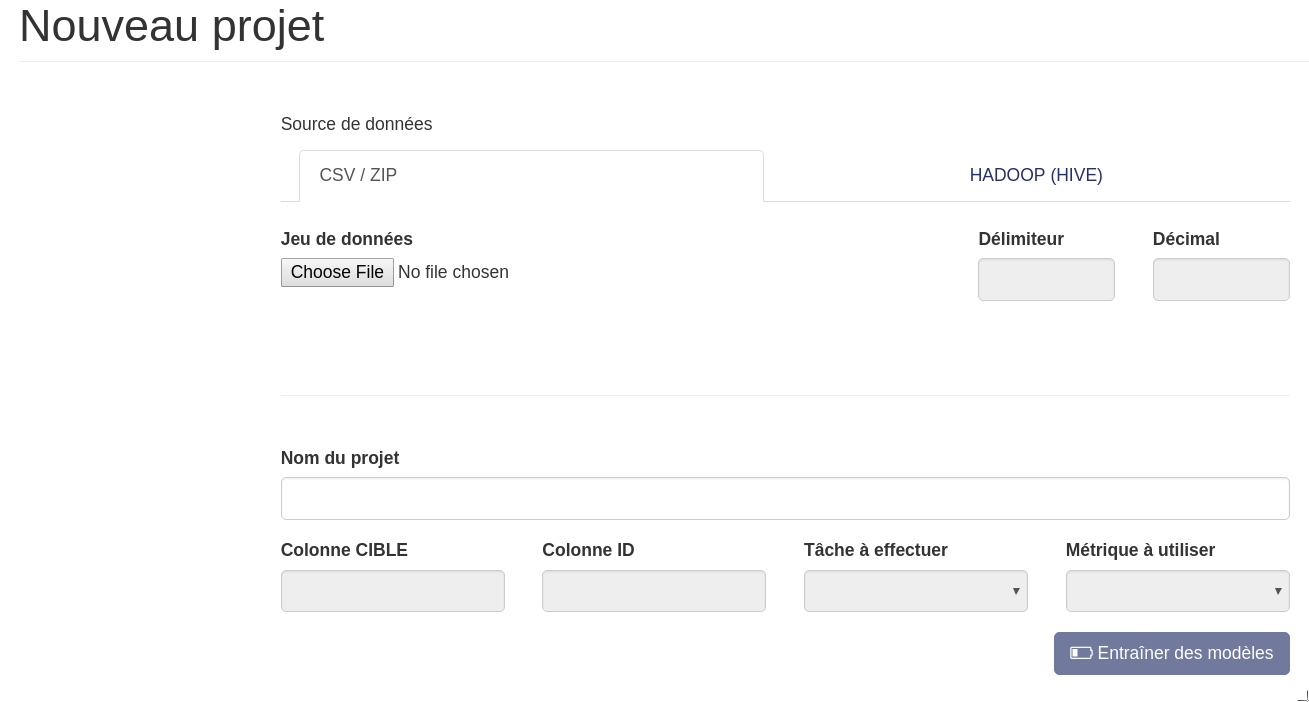 Nouveau projet
Source de données
CSV / ZIP
HADOOP (HIVE)
Jeu de données
Délimiteur
Décimal
Choose File No file chosen
Nom du projet
Colonne CIBLE
Colonne ID
Tâche à effectuer
Métrique à utiliser
Entraîner des modèles